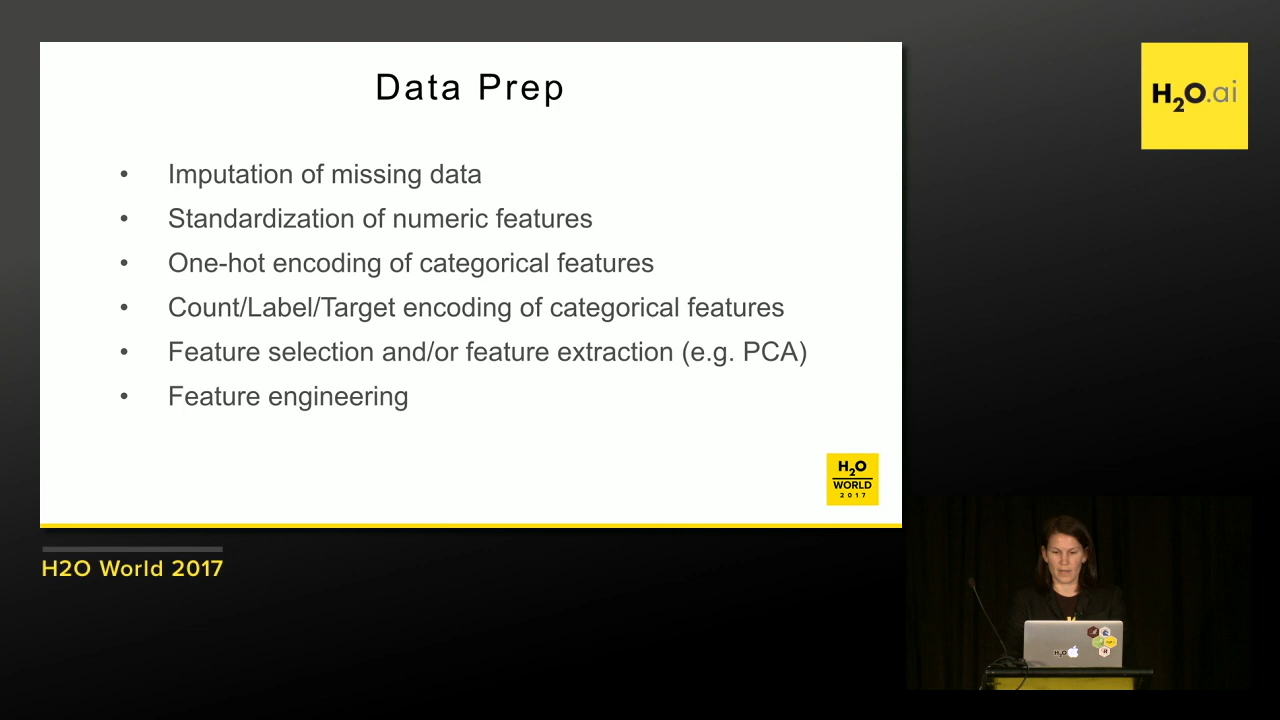 Data Prep
• Imputation of missing data
• Standardization of numeric features
• One-hot encoding of categorical features
• Count/Label/Target encoding of categorical features
• Feature selection and/or feature extraction (e.g. PCA)
• Feature engineering
H2O
WORLD
2017
H2O.ai
H2O World 2017
H2O